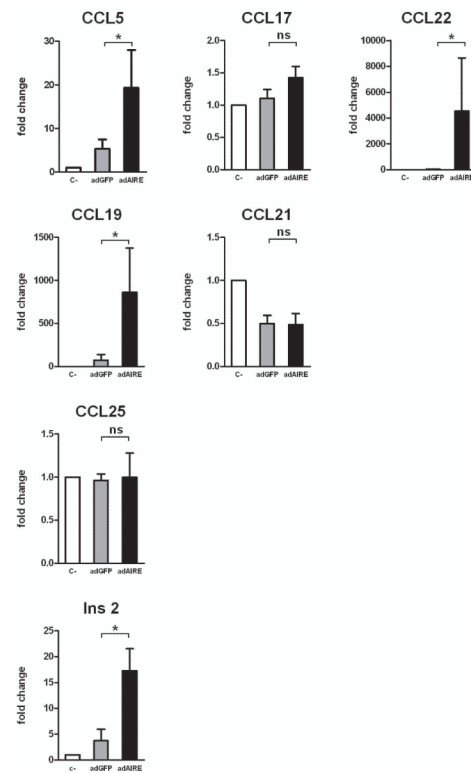 CCL5
*
fold change
30
20
10
0
C- adGFP adAIRE
CCL17
ns
fold change
2.0
1.5
1.0
0.5
0.0
C- adGFP adAIRE
CCL22
*
fold change
10000
8000
6000
4000
2000
0
C- adGFP adAIRE
CCL19
*
fold change
1500
1000
500
0
C- adGFP adAIRE
CCL21
ns
fold change
1.5
1.0
0.5
0.0
C- adGFP adAIRE
CCL25
ns
fold change
1.5
1.0
0.5
0.0
C- adGFP adAIRE
Ins 2
*
fold change
25
20
15
10
5
0
C- adGFP adAIRE